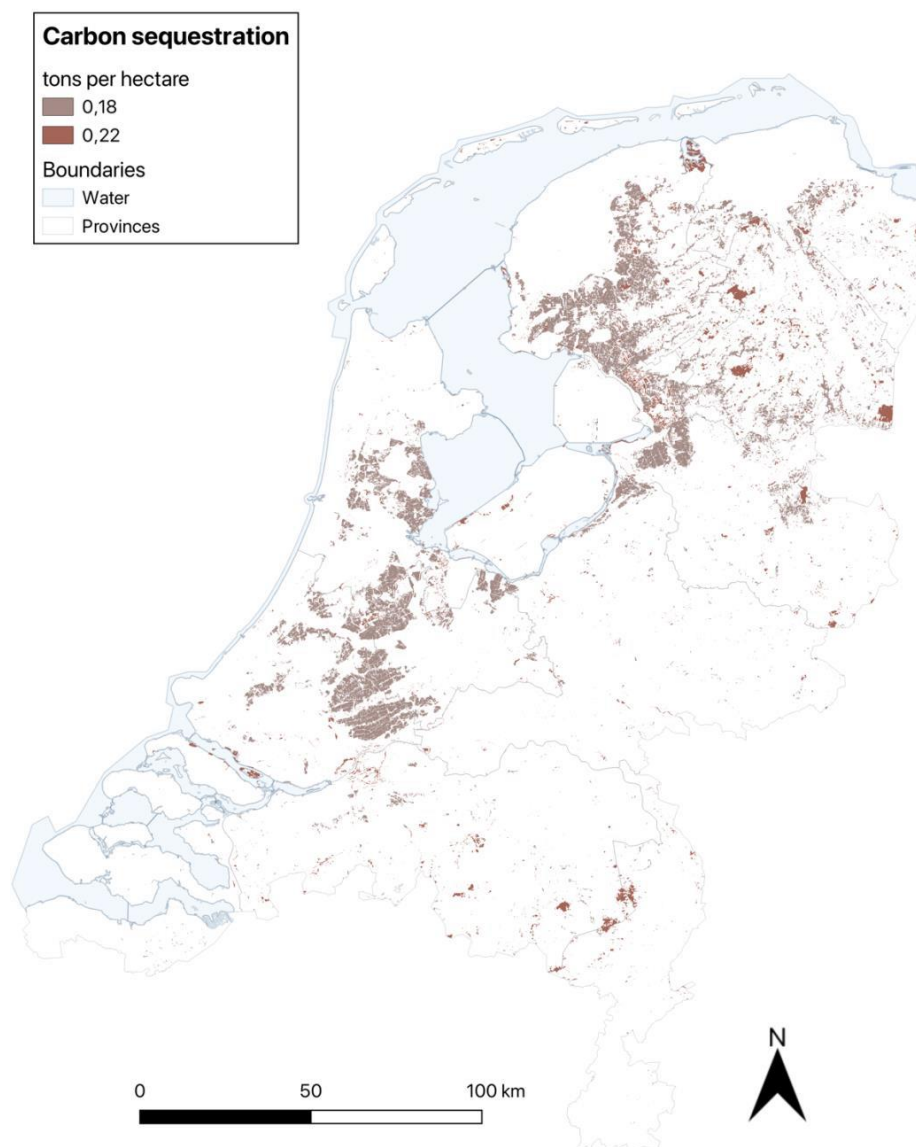 Carbon sequestration
tons per hectare
0,18
0,22
Boundaries
Water
Provinces
N
0 50 100 km